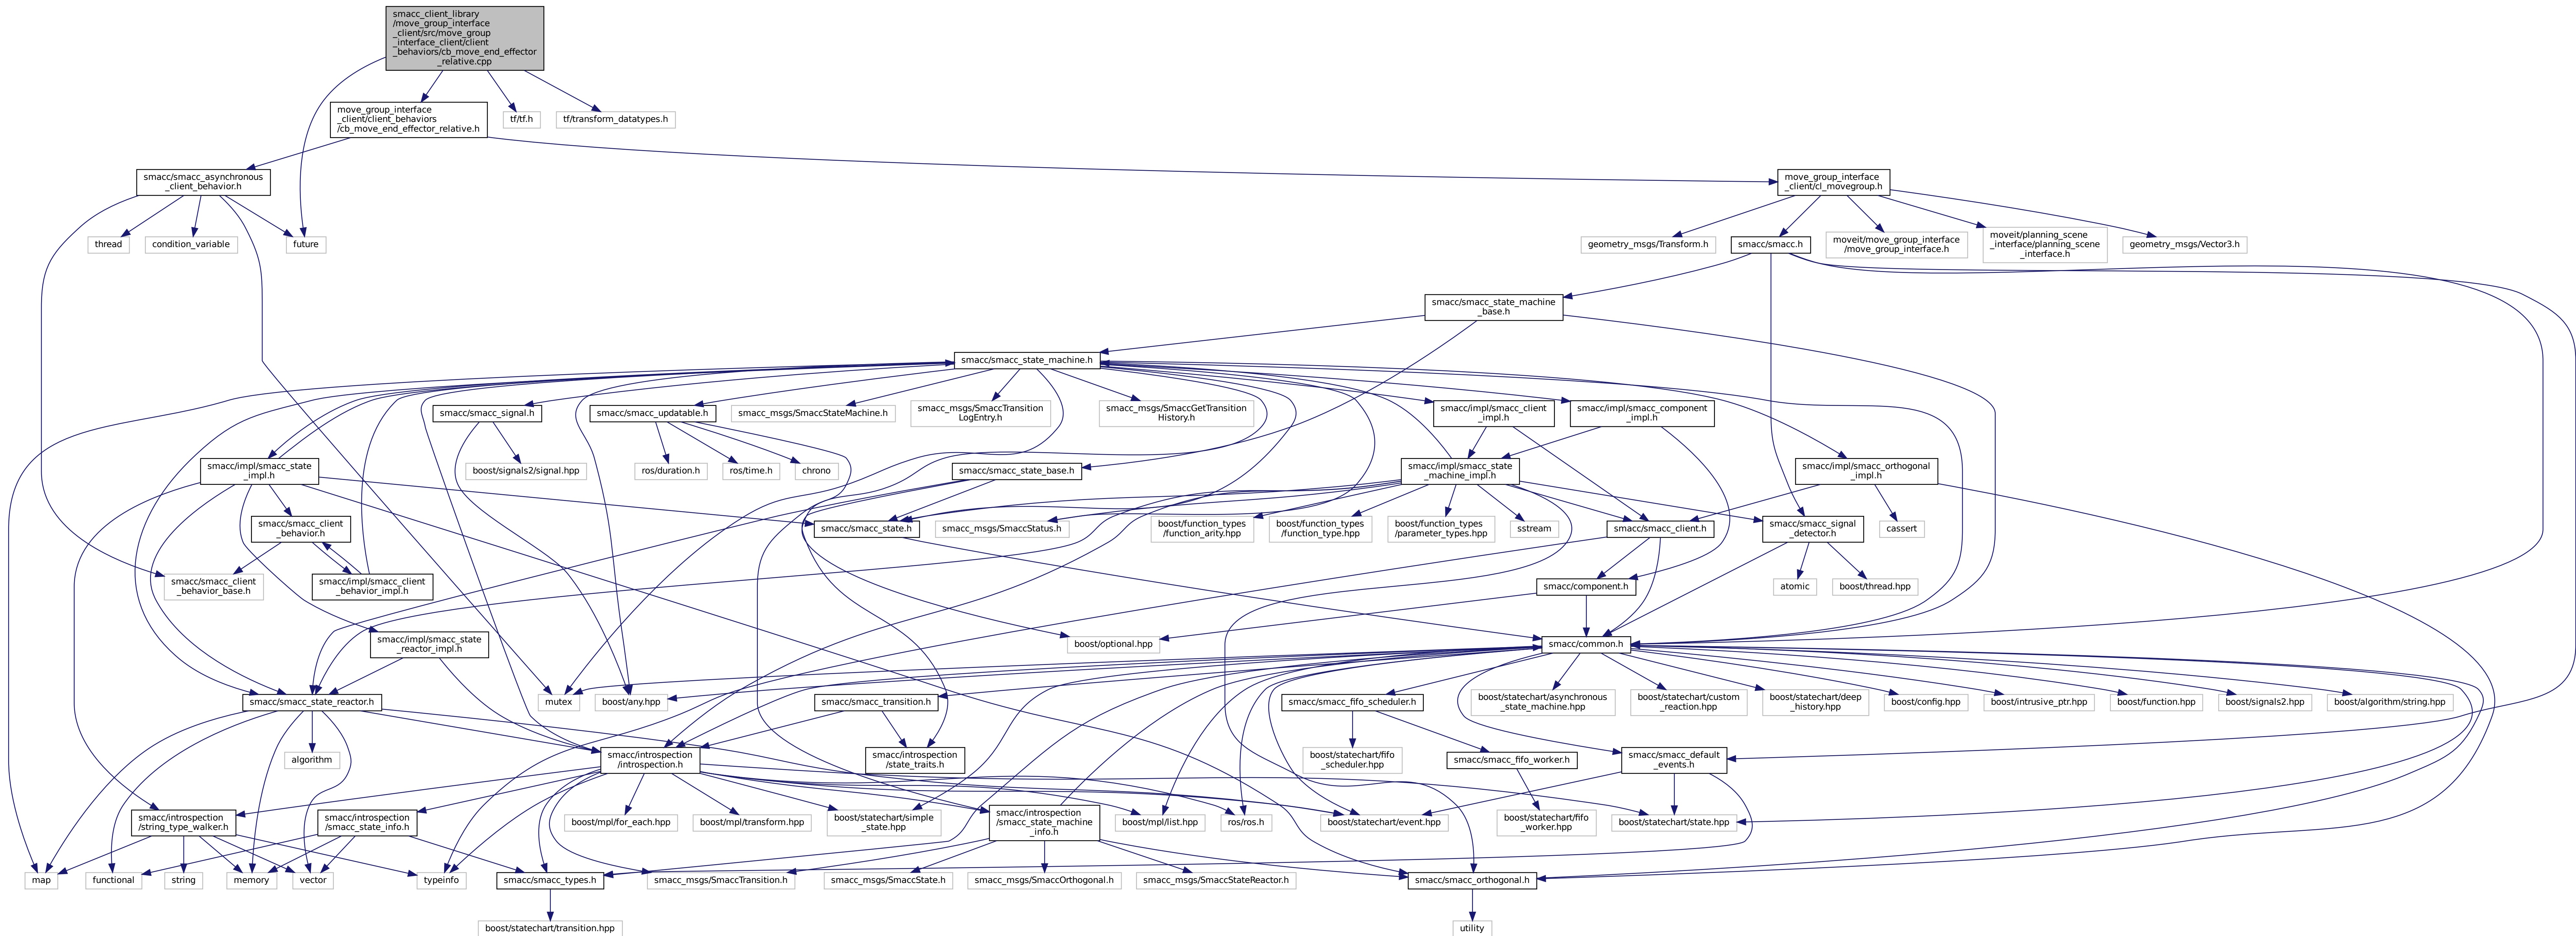 smacc_client_library
/move_group_interface
_client/src/move_group
_interface_client/client
_behaviors/cb_move_end_effector
_relative.cpp
move_group_interface
_client/client_behaviors
/cb_move_end_effector_relative.h
tf/tf.h
tf/transform_datatypes.h
smacc/smacc_asynchronous
_client_behavior.h
move_group_interface
_client/cl_movegroup.h
thread
condition_variable
future
geometry_msgs/Transform.h
smacc/smacc.h
moveit/move_group_interface
/move_group_interface.h
moveit/planning_scene
_interface/planning_scene
_interface.h
geometry_msgs/Vector3.h
smacc/smacc_state_machine
_base.h
smacc/smacc_state_machine.h
smacc/smacc_signal.h
smacc/smacc_updatable.h
smacc_msgs/SmaccStateMachine.h
smacc_msgs/SmaccTransition
LogEntry.h
smacc_msgs/SmaccGetTransition
History.h
smacc/impl/smacc_client
_impl.h
smacc/impl/smacc_component
_impl.h
smacc/impl/smacc_state
_impl.h
boost/signals2/signal.hpp
ros/duration.h
ros/time.h
chrono
smacc/smacc_state_base.h
smacc/impl/smacc_state
_machine_impl.h
smacc/impl/smacc_orthogonal
_impl.h
smacc/smacc_client
_behavior.h
smacc/smacc_state.h
smacc_msgs/SmaccStatus.h
boost/function_types
/function_arity.hpp
boost/function_types
/function_type.hpp
boost/function_types
/parameter_types.hpp
sstream
smacc/smacc_client.h
smacc/smacc_signal
_detector.h
cassert
smacc/smacc_client
_behavior_base.h
smacc/impl/smacc_client
_behavior_impl.h
smacc/component.h
atomic
boost/thread.hpp
smacc/impl/smacc_state
_reactor_impl.h
boost/optional.hpp
smacc/common.h
smacc/smacc_state_reactor.h
mutex
boost/any.hpp
smacc/smacc_transition.h
smacc/smacc_fifo_scheduler.h
boost/statechart/asynchronous
_state_machine.hpp
boost/statechart/custom
_reaction.hpp
boost/statechart/deep
_history.hpp
boost/config.hpp
boost/intrusive_ptr.hpp
boost/function.hpp
boost/signals2.hpp
boost/algorithm/string.hpp
algorithm
smacc/introspection
/introspection.h
smacc/introspection
/state_traits.h
boost/statechart/fifo
_scheduler.hpp
smacc/smacc_fifo_worker.h
smacc/smacc_default
_events.h
smacc/introspection
/string_type_walker.h
smacc/introspection
/smacc_state_info.h
boost/mpl/for_each.hpp
boost/mpl/transform.hpp
boost/statechart/simple
_state.hpp
smacc/introspection
/smacc_state_machine
_info.h
boost/mpl/list.hpp
ros/ros.h
boost/statechart/event.hpp
boost/statechart/fifo
_worker.hpp
boost/statechart/state.hpp
map
functional
string
memory
vector
typeinfo
smacc/smacc_types.h
smacc_msgs/SmaccTransition.h
smacc_msgs/SmaccState.h
smacc_msgs/SmaccOrthogonal.h
smacc_msgs/SmaccStateReactor.h
smacc/smacc_orthogonal.h
boost/statechart/transition.hpp
utility